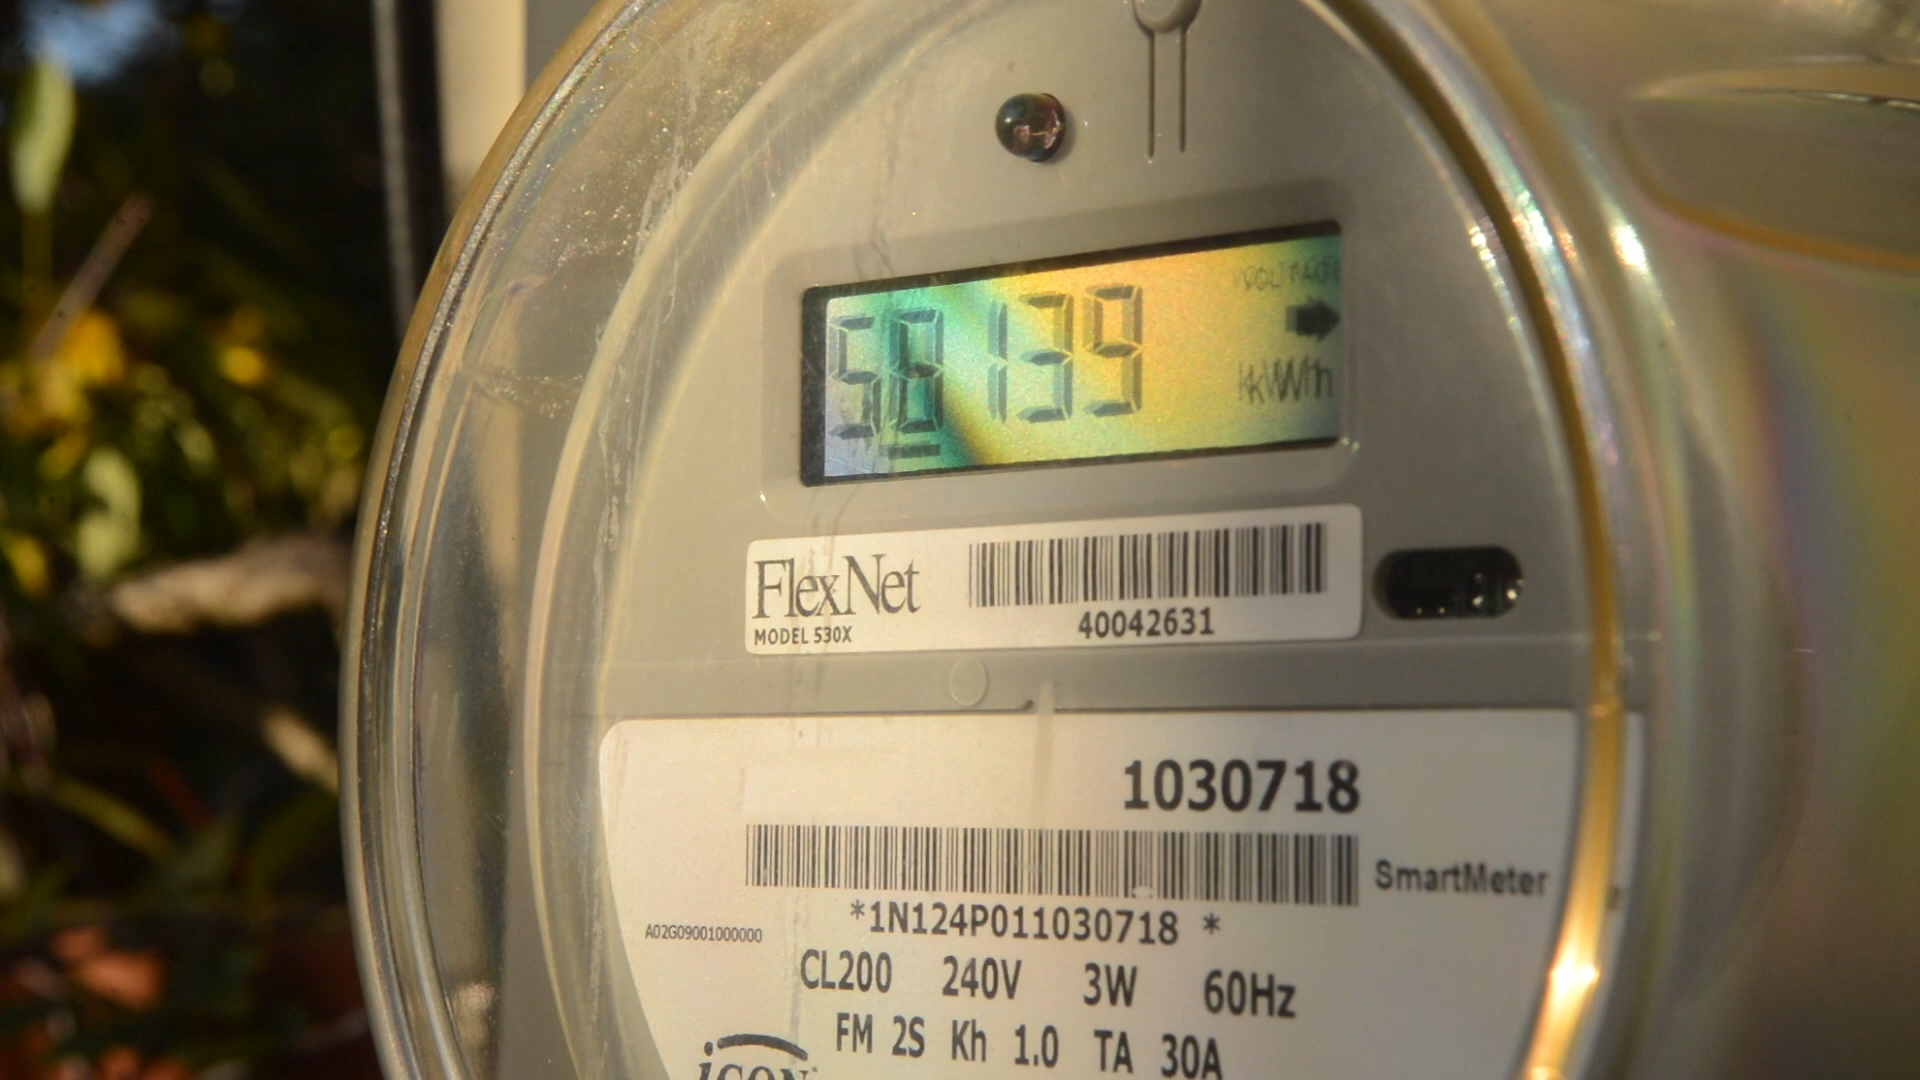 VOLTAGE
58139
kWh
FlexNet
MODEL 530X
40042631
1030718
SmartMeter
*1N124P011030718 *
A02G09001000000
CL200 240V 3W 60Hz
FM 2S Kh 1.0 TA 30A
iCON